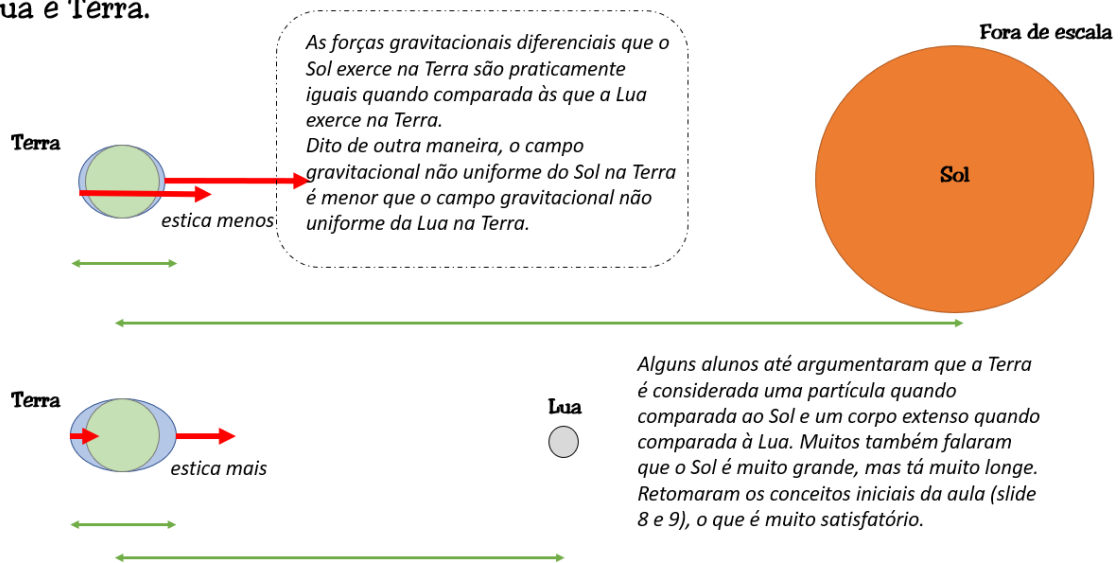 ua e Terra.
Fora de escala
As forças gravitacionais diferenciais que o
Sol exerce na Terra são praticamente
iguais quando comparada às que a Lua
exerce na Terra.
Dito de outra maneira, o campo
gravitacional não uniforme do Sol na Terra
é menor que o campo gravitacional não
uniforme da Lua na Terra.
Terra
estica menos
Sol
Terra
estica mais
Lua
Alguns alunos até argumentaram que a Terra
é considerada uma partícula quando
comparada ao Sol e um corpo extenso quando
comparada à Lua. Muitos também falaram
que o Sol é muito grande, mas tá muito longe.
Retomaram os conceitos iniciais da aula (slide
8 e 9), o que é muito satisfatório.